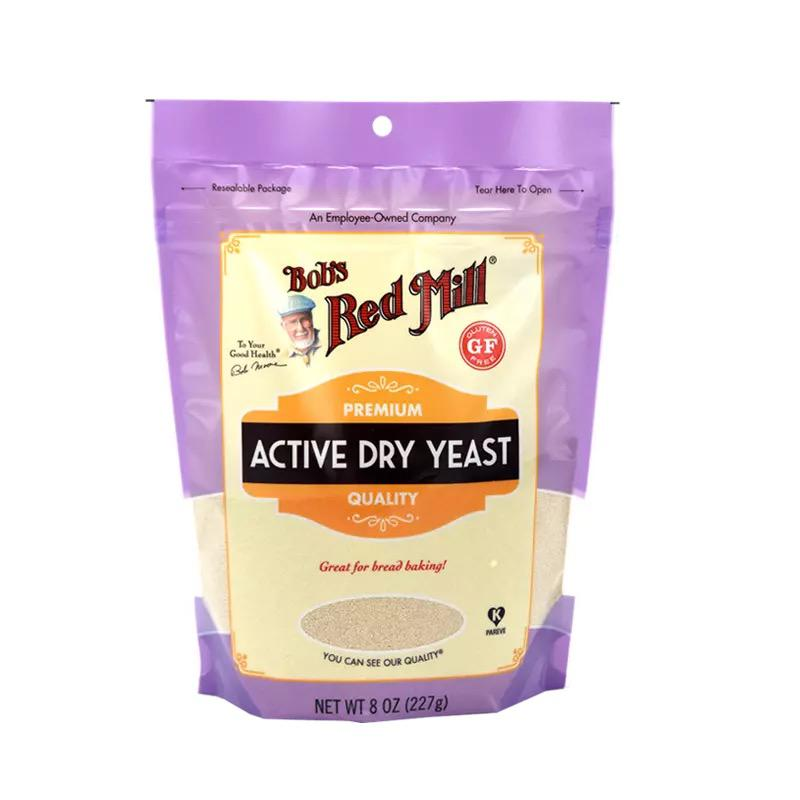 Resealable Package
Tear Here To Open
An Employee-Owned Company
Bob's
Red Mill®
To Your
Good Health®
Bob Moore
GLUTEN
GF
FREE
PREMIUM
ACTIVE DRY YEAST
QUALITY
Great for bread baking!
K
PAREVE
YOU CAN SEE OUR QUALITY®
NET WT 8 OZ (227g)